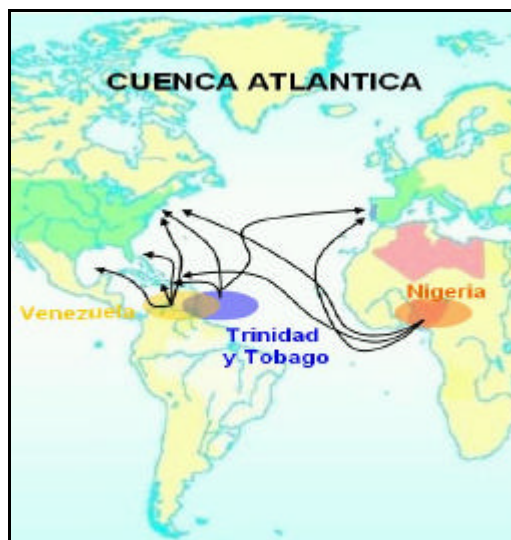 CUENCA ATLANTICA
Nigeria
Venezuela
Trinidad
y Tobago